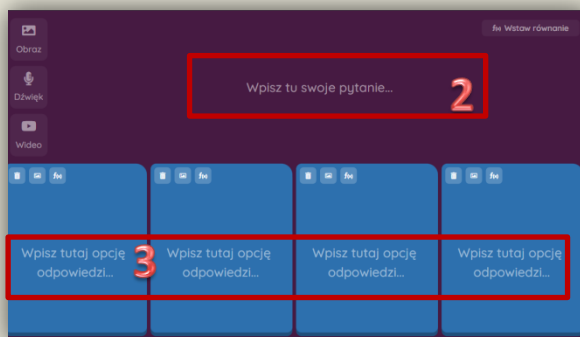 Obraz
f(x) Wstaw równanie
Dźwięk
Wpisz tu swoje pytanie...
2
Wideo
f(x)
f(x)
f(x)
f(x)
Wpisz tutaj opcję
odpowiedzi...
3
Wpisz tutaj opcję
odpowiedzi...
Wpisz tutaj opcję
odpowiedzi...
Wpisz tutaj opcję
odpowiedzi...